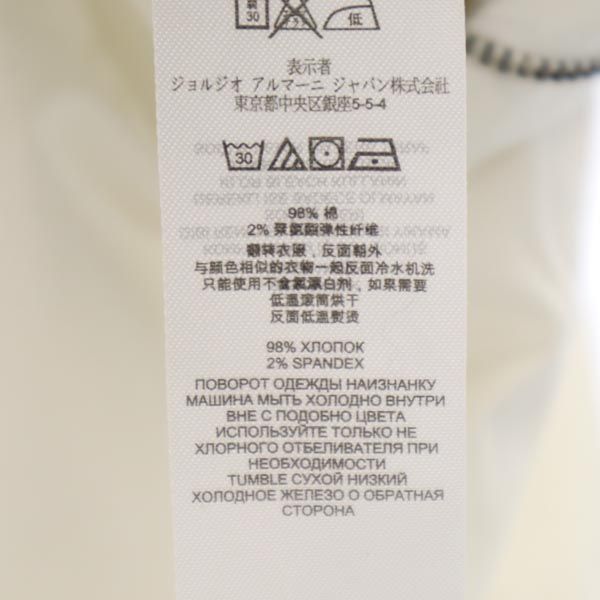 30
低
表示者
ジョルジオ アルマーニ ジャパン株式会社
東京都中央区銀座5-5-4
30
98% 棉
2% 聚氨酯弹性纤维
翻转衣服，反面朝外
与颜色相似的衣物一起反面冷水机洗
只能使用不含氯漂白剂，如果需要
低温滚筒烘干
反面低温熨烫
98% ХЛОПОК
2% SPANDEX
ПОВОРОТ ОДЕЖДЫ НАИЗНАНКУ
МАШИНА МЫТЬ ХОЛОДНО ВНУТРИ
ВНЕ С ПОДОБНО ЦВЕТА
ИСПОЛЬЗУЙТЕ ТОЛЬКО НЕ
ХЛОРНОГО ОТБЕЛИВАТЕЛЯ ПРИ
НЕОБХОДИМОСТИ
TUMBLE СУХОЙ НИЗКИЙ
ХОЛОДНОЕ ЖЕЛЕЗО О ОБРАТНАЯ
СТОРОНА